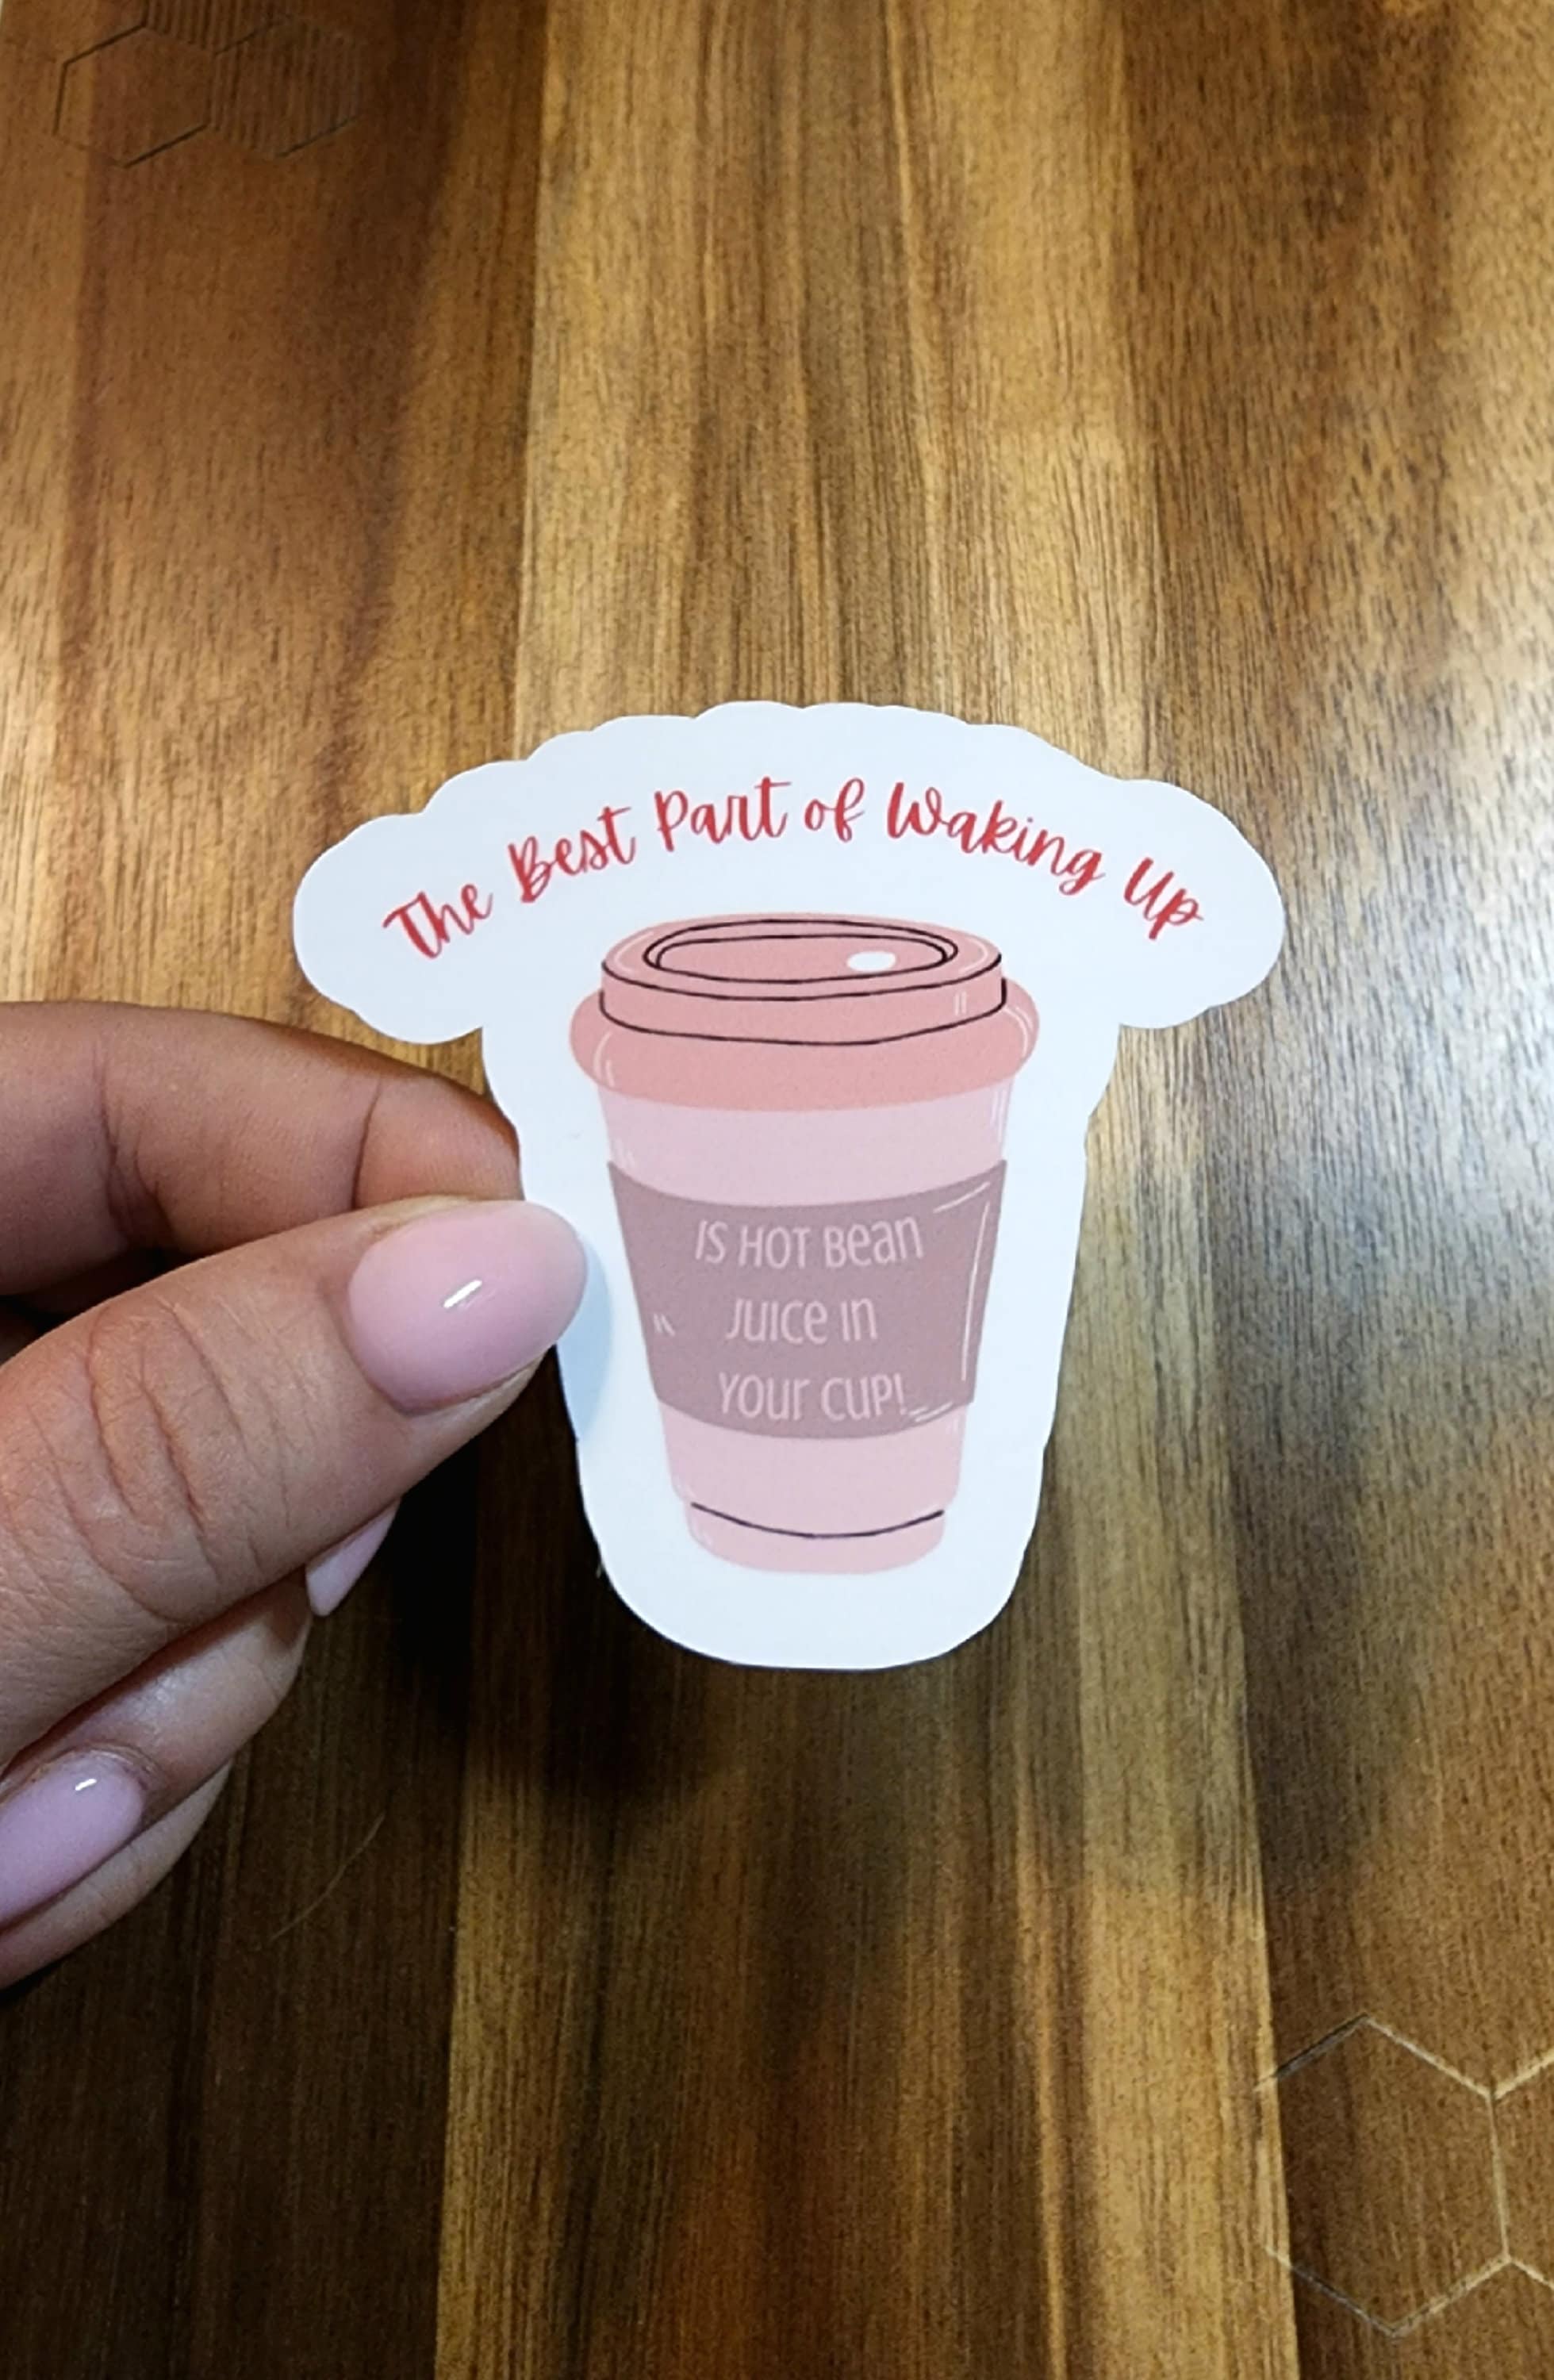 The Best Part of Waking Up
IS HOT Bean
Juice in
Your cup!